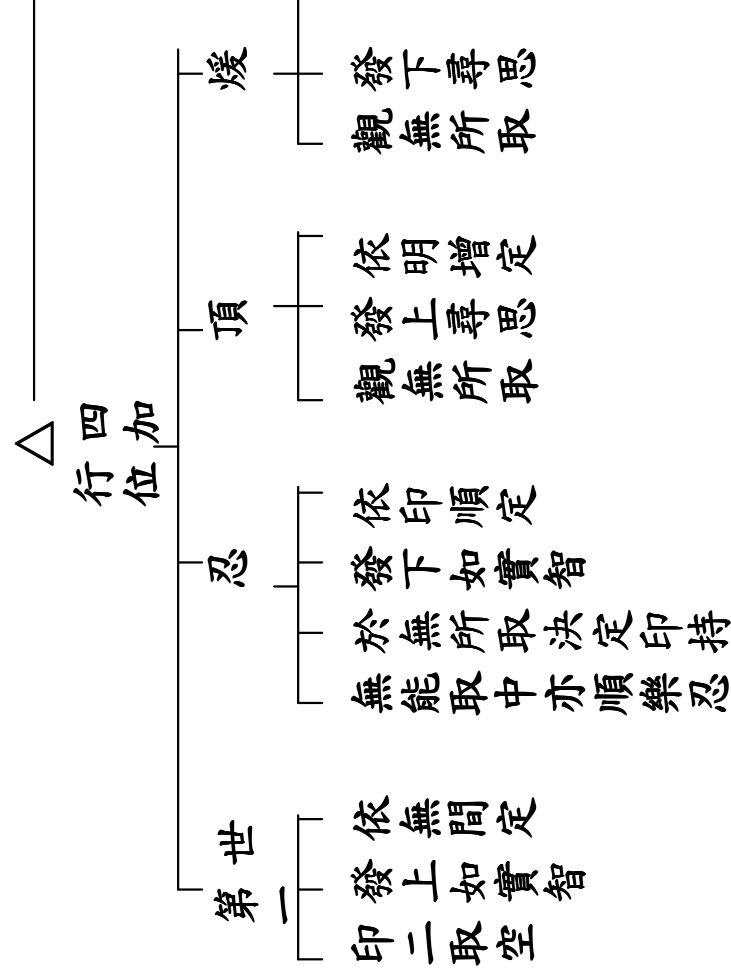 四加
行位
煖
發下尋思
觀無所取
頂
依明增定
發上尋思
觀無所取
忍
依印順定
發下如實智
於無所取決定印持
無能取中亦順樂忍
世
第一
依無間定
發上如實智
印二取空